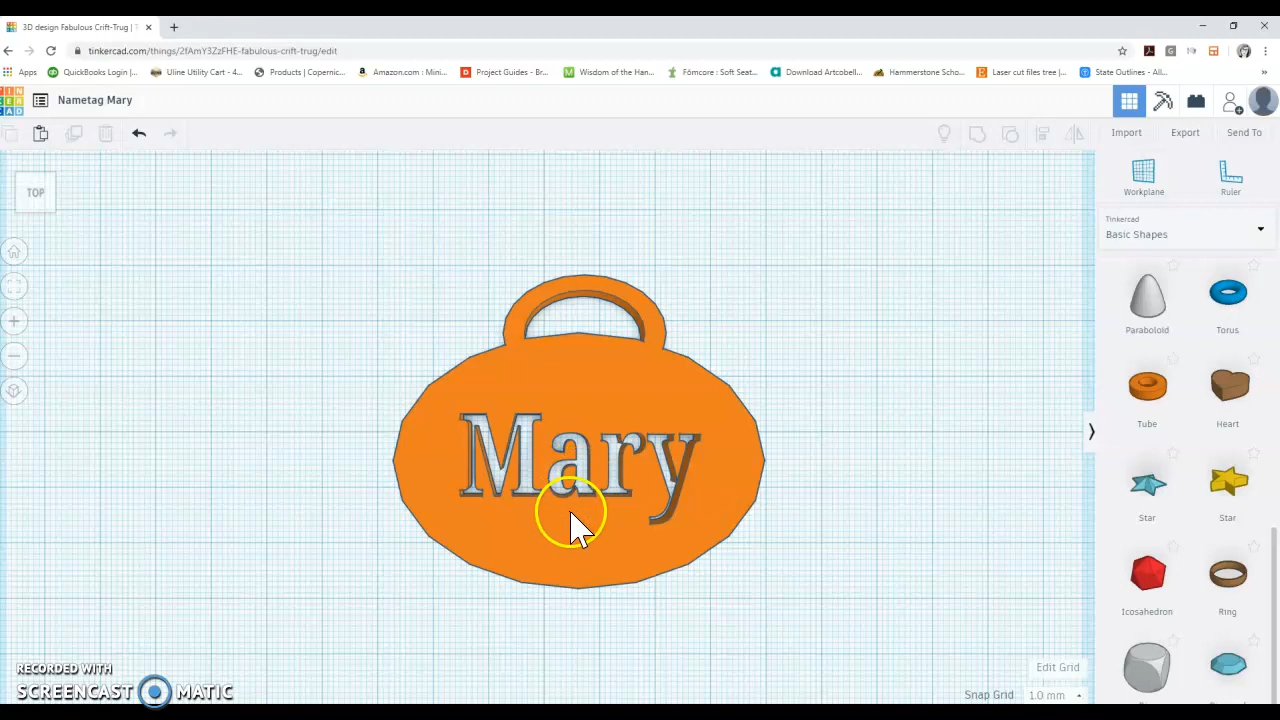 3D design Fabulous Crift-Trug | T
tinkercad.com/things/2fAmY3ZzFHE-fabulous-crift-trug/edit
Apps QuickBooks Login |... Uline Utility Cart - 4... Products | Copernic... Amazon.com : Mini... Project Guides - Br... Wisdom of the Han... Fômcore : Soft Seat... Download Artcobell... Hammerstone Scho... Laser cut files tree |... State Outlines - All... »
TIN
KER
CAD
Nametag Mary
Import Export Send To
TOP
Workplane Ruler
Tinkercad
Basic Shapes
Paraboloid Torus
Tube Heart
Mary
Star Star
Icosahedron Ring
RECORDED WITH
SCREENCAST MATIC
Edit Grid
Snap Grid 1.0 mm